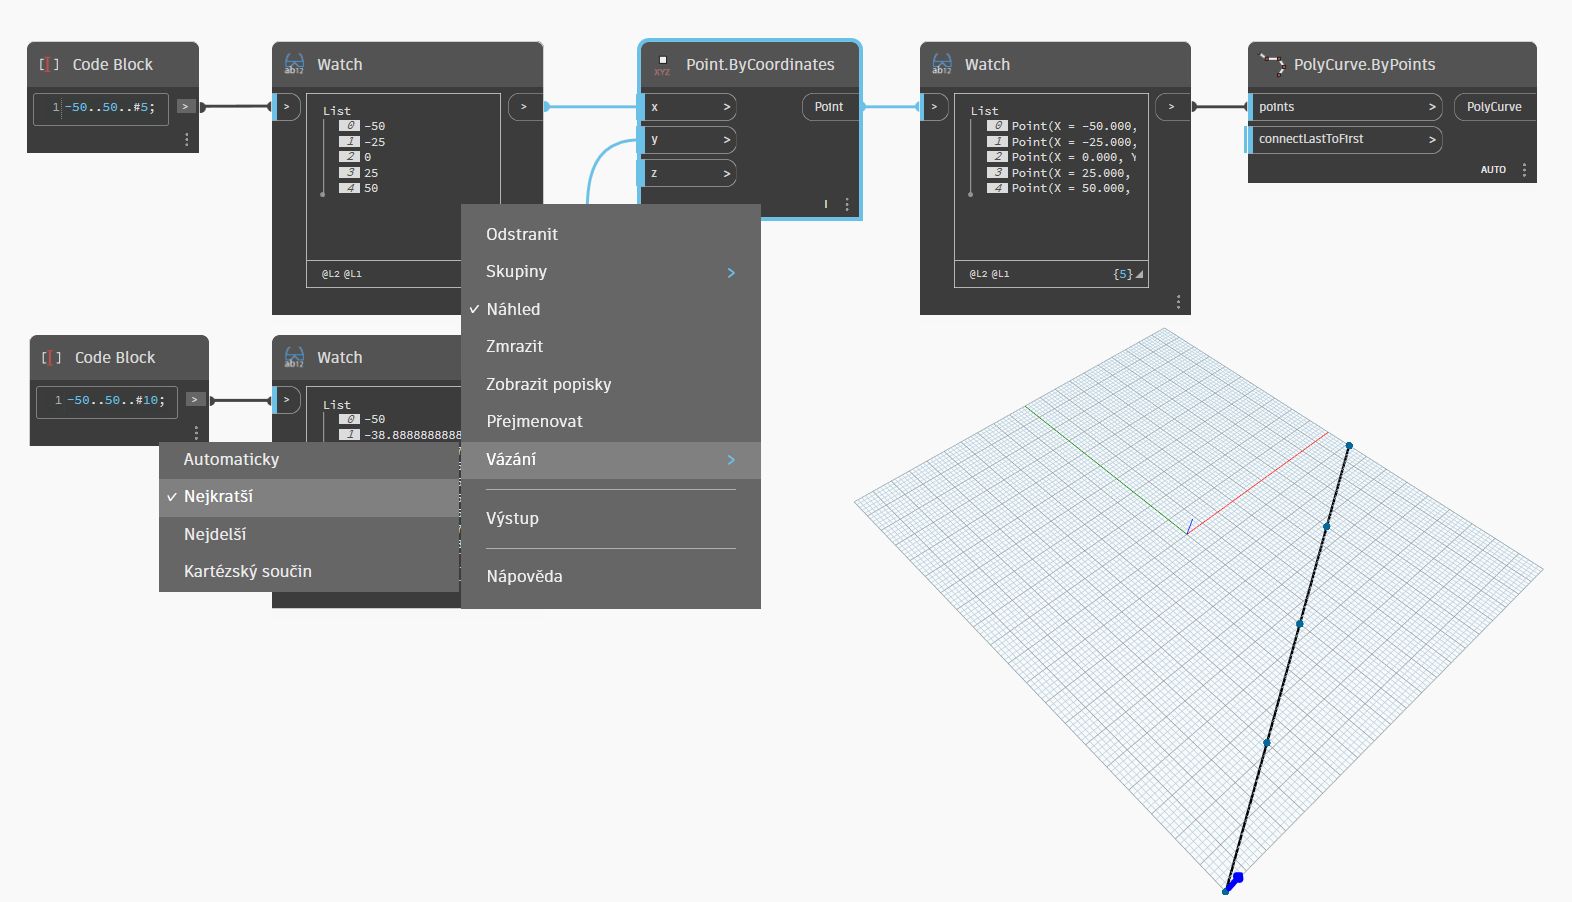 Code Block
1 -50..50..#5; >
Watch
> >
List
0 -50
1 -25
2 0
3 25
4 50
@L2 @L1
XYZ Point.ByCoordinates
x > Point
y >
z >
l
Watch
> >
List
0 Point(X = -50.000,
1 Point(X = -25.000,
2 Point(X = 0.000, Y
3 Point(X = 25.000,
4 Point(X = 50.000,
@L2 @L1 {5}
PolyCurve.ByPoints
points > PolyCurve
connectLastToFirst >
AUTO
Code Block
1 -50..50..#10; >
Watch
>
List
0 -50
1 -38.8888888888
Odstranit
Skupiny >
✓ Náhled
Zmrazit
Zobrazit popisky
Přejmenovat
Vázání >
Výstup
Nápověda
Automaticky
✓ Nejkratší
Nejdelší
Kartézský součin